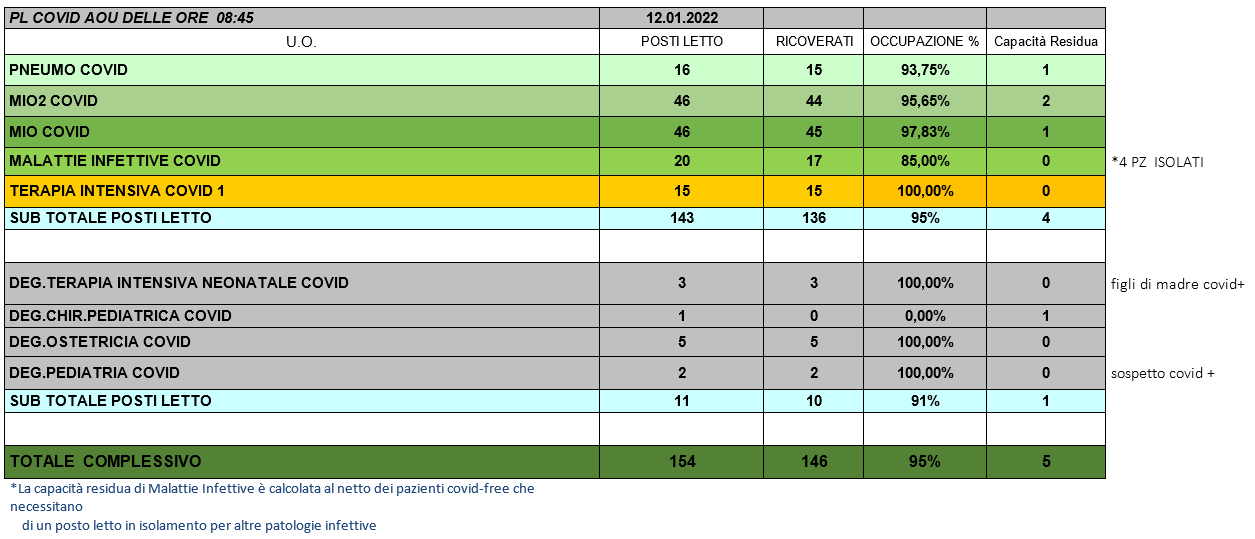 PL COVID AOU DELLE ORE 08:45 12.01.2022
U.O. POSTI LETTO RICOVERATI OCCUPAZIONE % Capacità Residua
PNEUMO COVID 16 15 93,75% 1
MIO2 COVID 46 44 95,65% 2
MIO COVID 46 45 97,83% 1
MALATTIE INFETTIVE COVID 20 17 85,00% 0 *4 PZ ISOLATI
TERAPIA INTENSIVA COVID 1 15 15 100,00% 0
SUB TOTALE POSTI LETTO 143 136 95% 4
DEG.TERAPIA INTENSIVA NEONATALE COVID 3 3 100,00% 0 figli di madre covid+
DEG.CHIR.PEDIATRICA COVID 1 0 0,00% 1
DEG.OSTETRICIA COVID 5 5 100,00% 0
DEG.PEDIATRIA COVID 2 2 100,00% 0 sospetto covid +
SUB TOTALE POSTI LETTO 11 10 91% 1
TOTALE COMPLESSIVO 154 146 95% 5
*La capacità residua di Malattie Infettive è calcolata al netto dei pazienti covid-free che
necessitano
di un posto letto in isolamento per altre patologie infettive